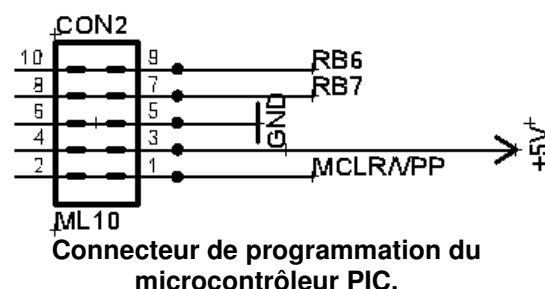 CON2
10 9 RB6
8 7 RB7
6 5 GND
4 3 +5V
2 1 MCLR/VPP
ML10
Connecteur de programmation du
microcontrôleur PIC.